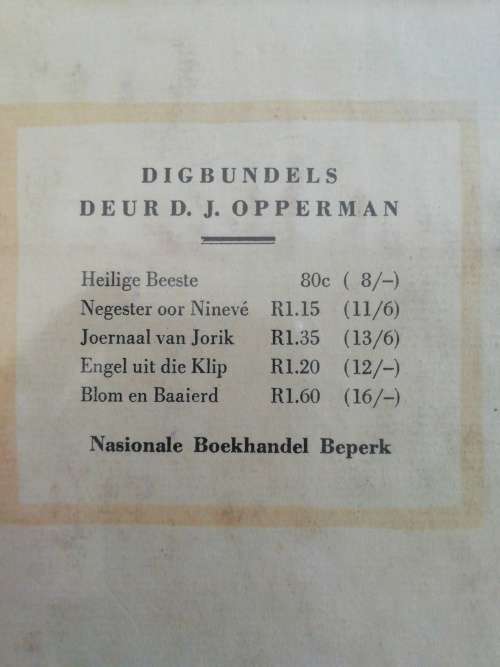 DIGBUNDELS
DEUR D. J. OPPERMAN
Heilige Beeste 80c ( 8/–)
Negester oor Ninevé R1.15 (11/6)
Joernaal van Jorik R1.35 (13/6)
Engel uit die Klip R1.20 (12/–)
Blom en Baaierd R1.60 (16/–)
Nasionale Boekhandel Beperk